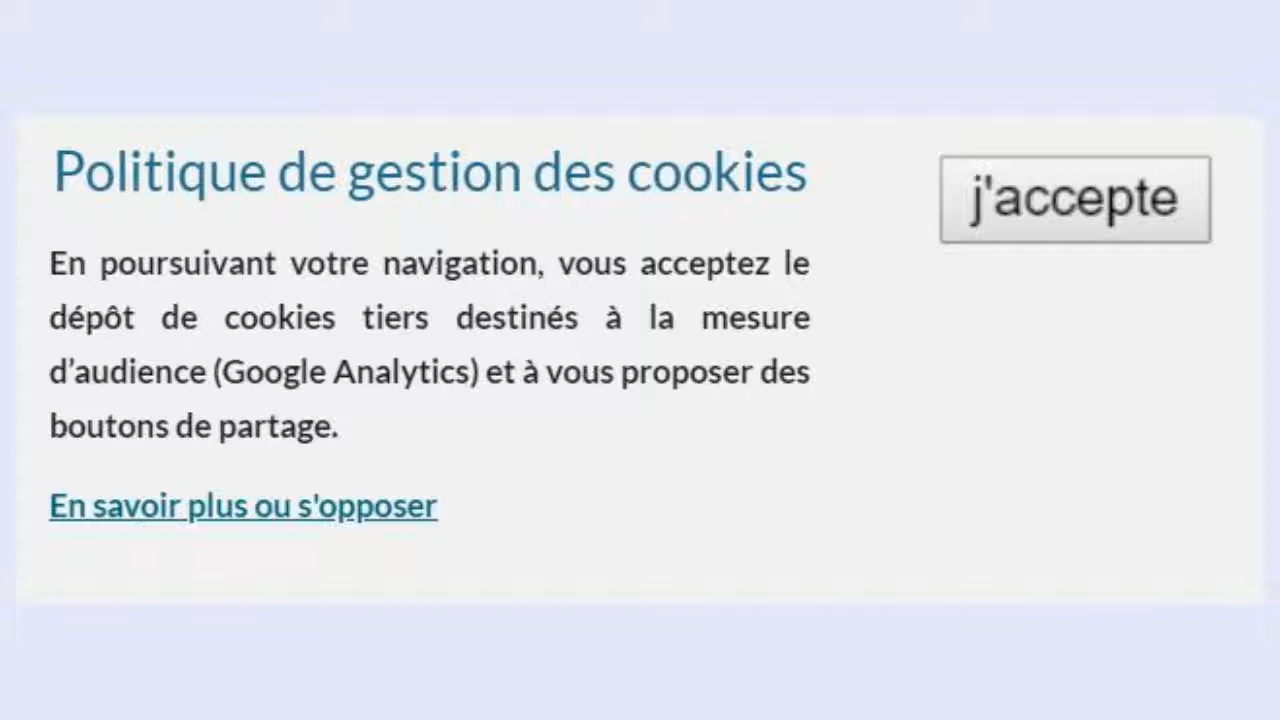 Politique de gestion des cookies
j'accepte
En poursuivant votre navigation, vous acceptez le
dépôt de cookies tiers destinés à la mesure
d’audience (Google Analytics) et à vous proposer des
boutons de partage.
En savoir plus ou s'opposer